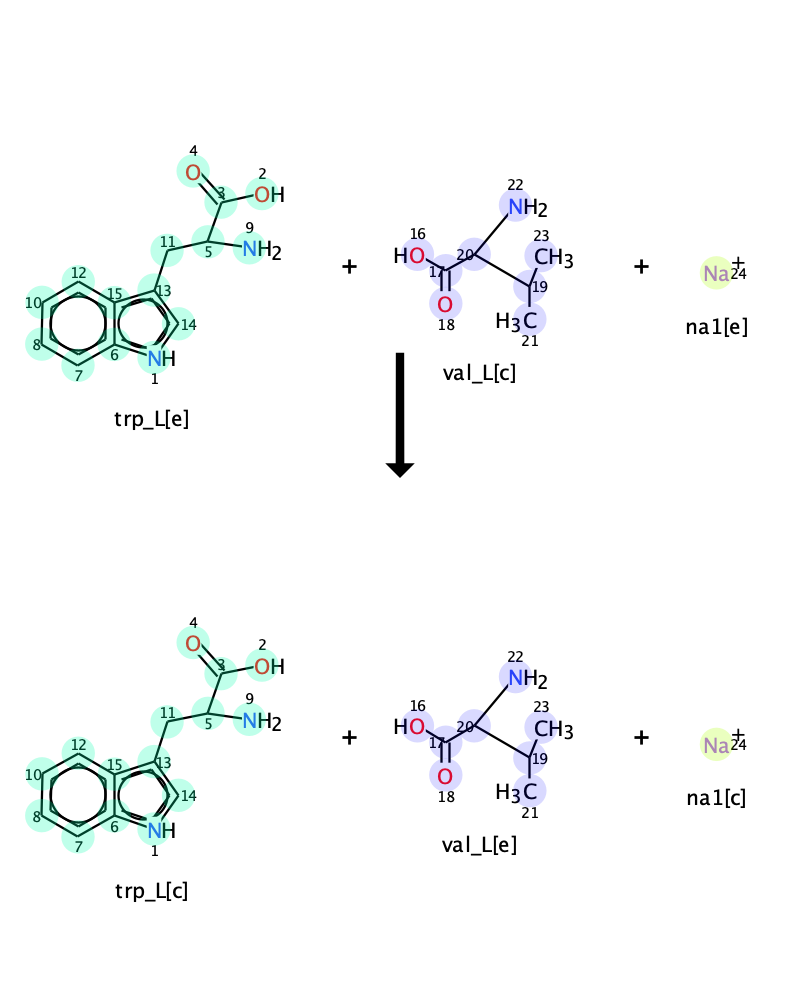 4
O
3
2
OH
9
NH2
5
11
13
12
15
10
14
8
6
NH
7
1
trp_L[e]
+
22
NH2
16
HO
17
20
23
CH3
19
O
18
H3C
21
val_L[c]
+
Na+
24
na1[e]
4
O
3
2
OH
9
NH2
5
11
13
12
15
10
14
8
6
NH
7
1
trp_L[c]
+
22
NH2
16
HO
17
20
23
CH3
19
O
18
H3C
21
val_L[e]
+
Na+
24
na1[c]